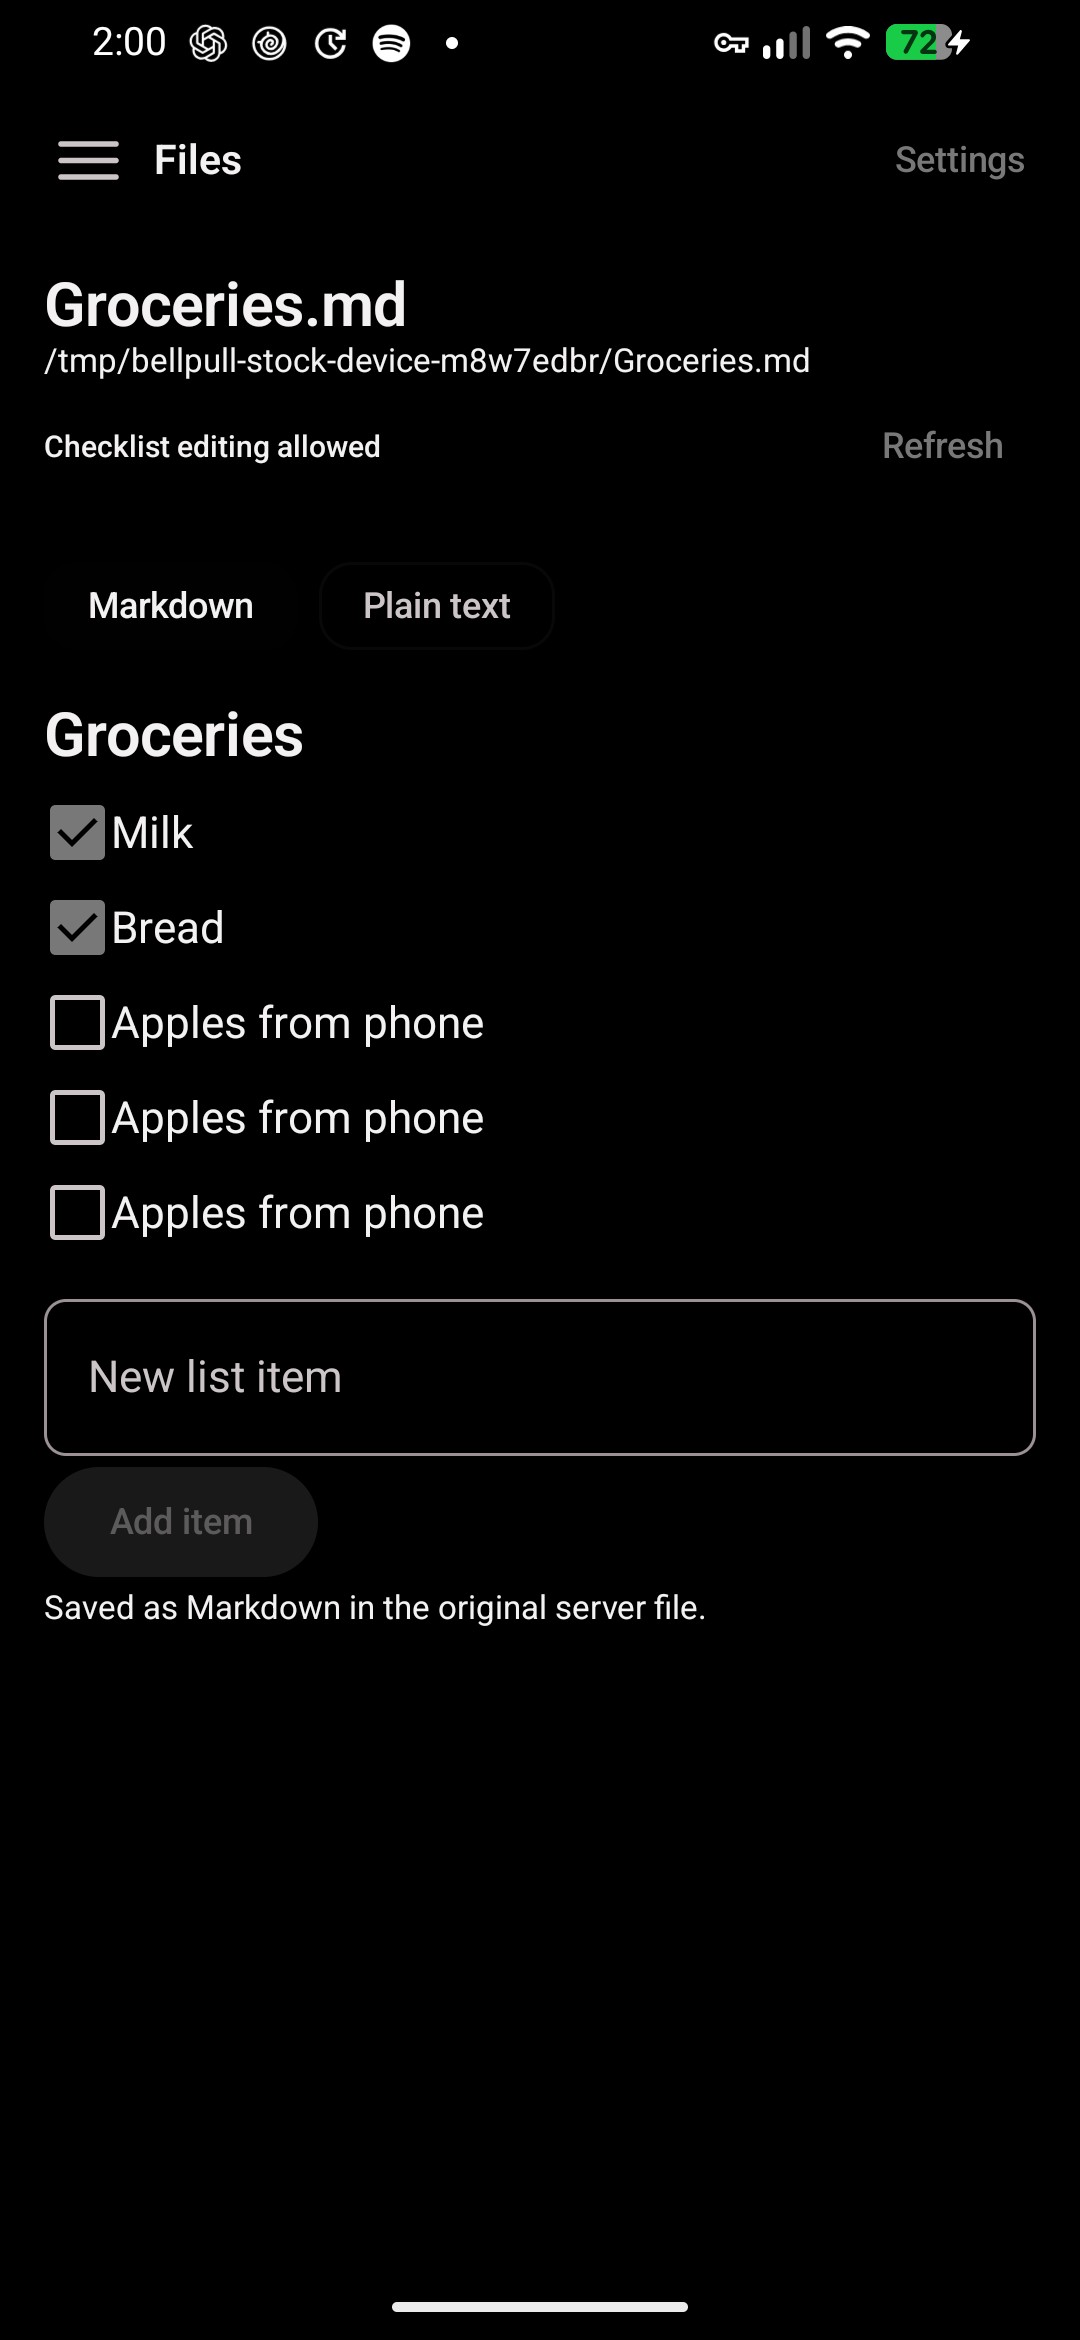 2:00
72
Files
Settings
Groceries.md
/tmp/bellpull-stock-device-m8w7edbr/Groceries.md
Checklist editing allowed
Refresh
Markdown
Plain text
Groceries
Milk
Bread
Apples from phone
Apples from phone
Apples from phone
New list item
Add item
Saved as Markdown in the original server file.